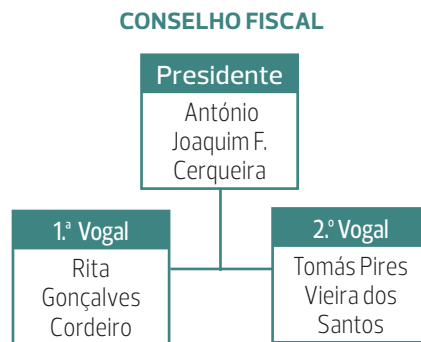 CONSELHO FISCAL
Presidente
António
Joaquim F.
Cerqueira
1.ª Vogal
Rita
Gonçalves
Cordeiro
2.º Vogal
Tomás Pires
Vieira dos
Santos